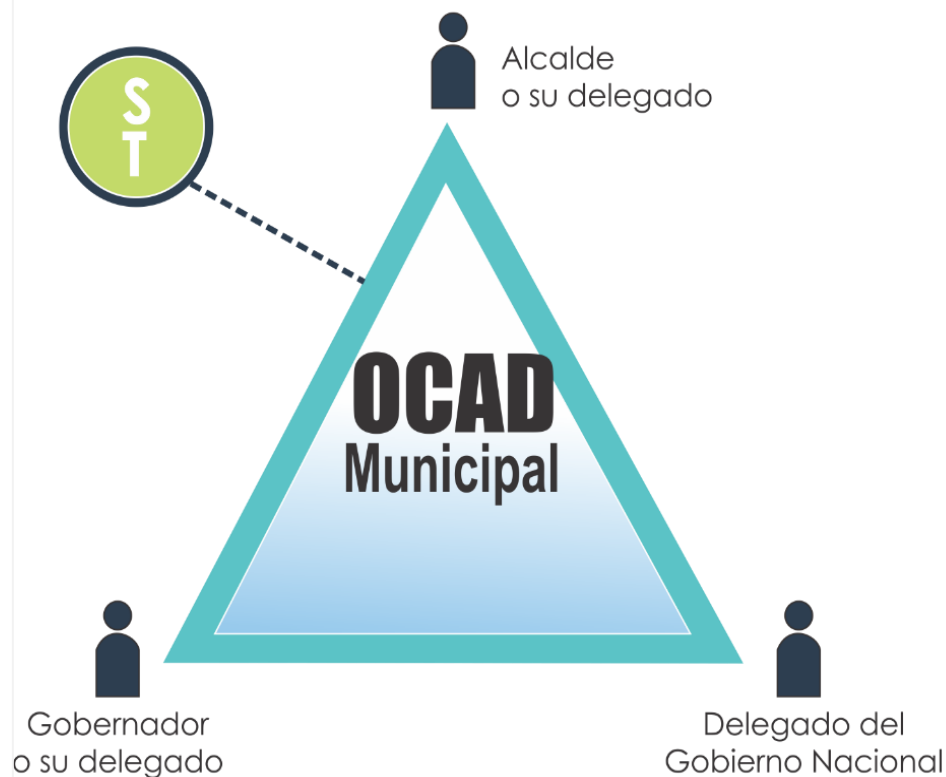 Alcalde
o su delegado
S
T
OCAD
Municipal
Gobernador
o su delegado
Delegado del
Gobierno Nacional